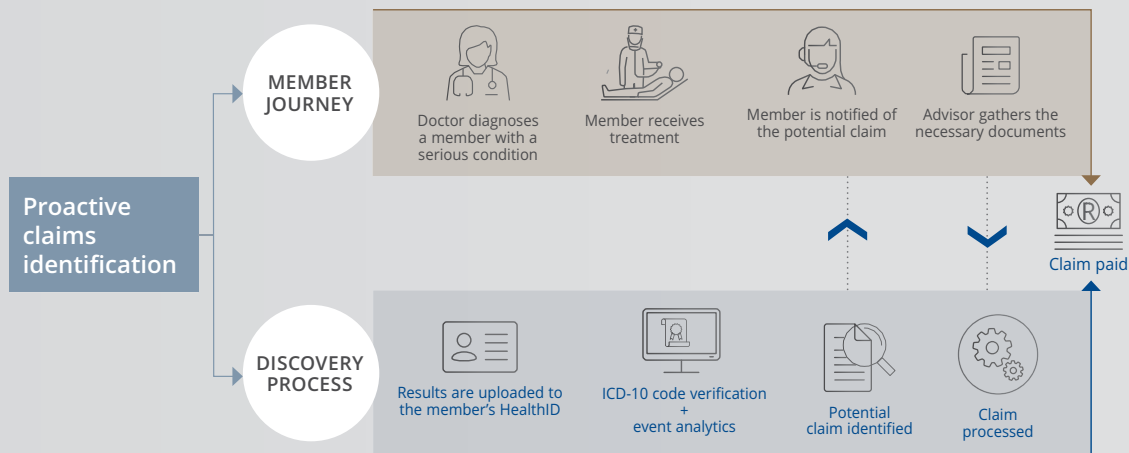 MEMBER
JOURNEY
Doctor diagnoses
a member with a
serious condition
Member receives
treatment
Member is notified of
the potential claim
Advisor gathers the
necessary documents
Proactive
claims
identification
R
Claim paid
DISCOVERY
PROCESS
Results are uploaded to
the member's HealthID
ICD-10 code verification
+
event analytics
Potential
claim identified
Claim
processed